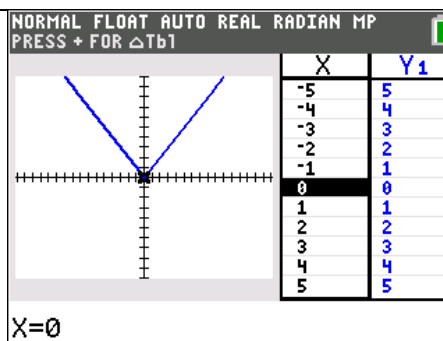 NORMAL FLOAT AUTO REAL RADIAN MP
PRESS + FOR △Tbl
X Y1
-5 5
-4 4
-3 3
-2 2
-1 1
0 0
1 1
2 2
3 3
4 4
5 5
X=0